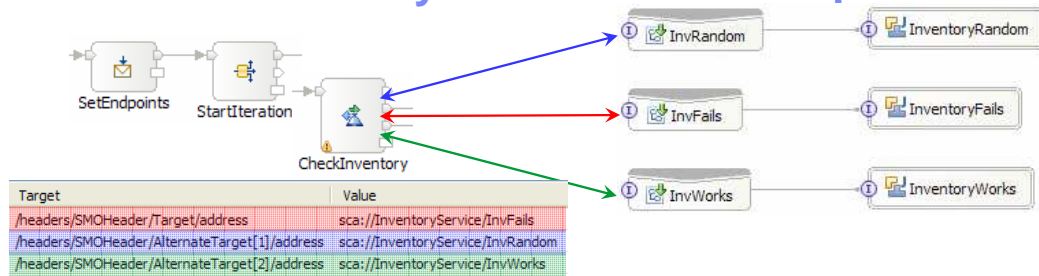 InvRandom
InventoryRandom
SetEndpoints
StartIteration
InvFails
InventoryFails
CheckInventory
InvWorks
InventoryWorks
Target Value
/headers/SMOHeader/Target/address sca://InventoryService/InvFails
/headers/SMOHeader/AlternateTarget[1]/address sca://InventoryService/InvRandom
/headers/SMOHeader/AlternateTarget[2]/address sca://InventoryService/InvWorks